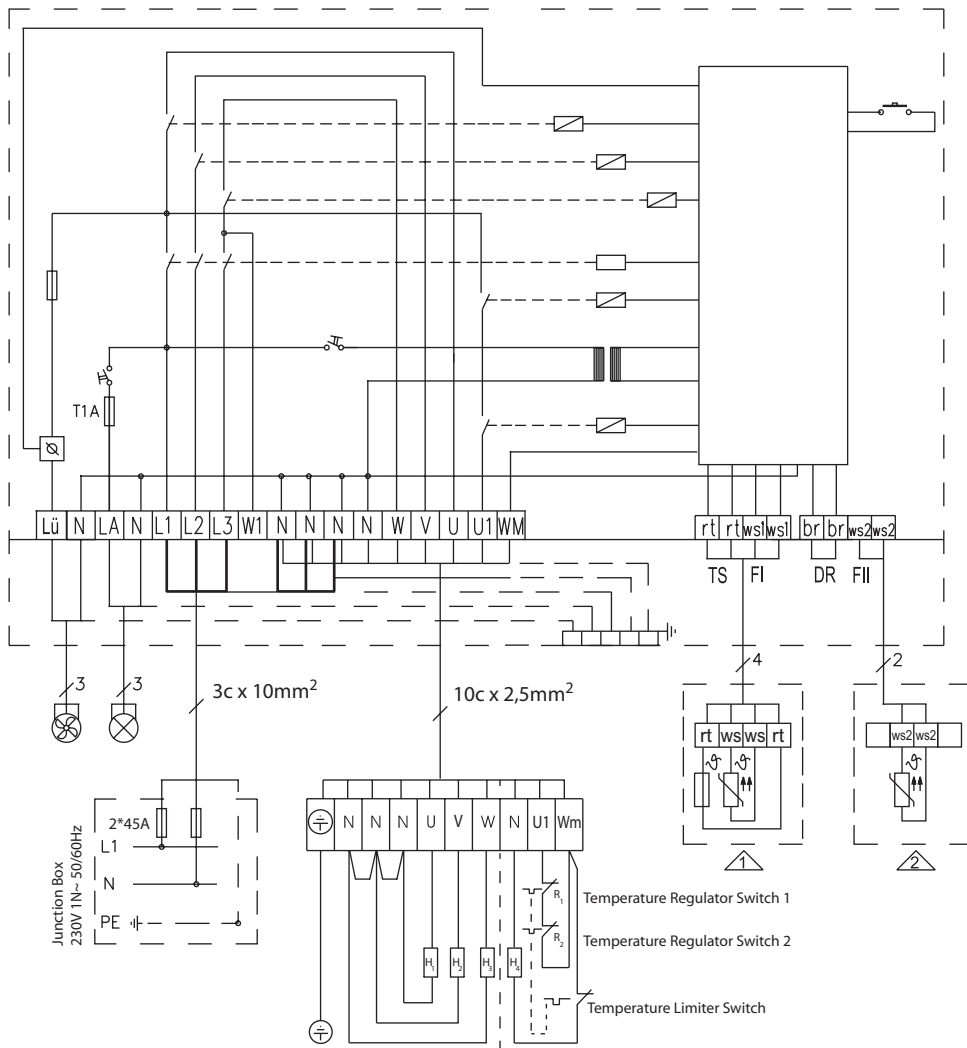 T1A
Lü N LA N L1 L2 L3 W1 N N N N W V U U1 WM
rt rt ws1 ws1 br br ws2 ws2
TS FI DR FII
3 3 3c x 10mm² 10c x 2,5mm² 4 2
rt ws ws rt
ws2 ws2
ϑ ϑ ϑ
1 2
2*45A
L1
N
PE
Junction Box
230V 1N~ 50/60Hz
N N N U V W N U1 Wm
R₁ Temperature Regulator Switch 1
R₂ Temperature Regulator Switch 2
H₁ H₂ H₃ H₄
Temperature Limiter Switch